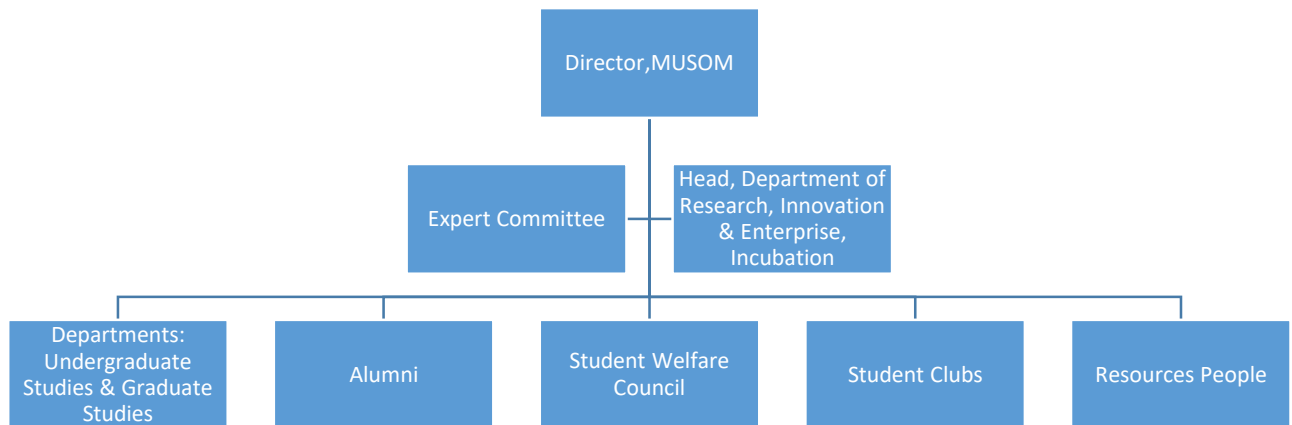 Director,MUSOM
Expert Committee
Head, Department of
Research, Innovation
& Enterprise,
Incubation
Departments:
Undergraduate
Studies & Graduate
Studies
Alumni
Student Welfare
Council
Student Clubs
Resources People